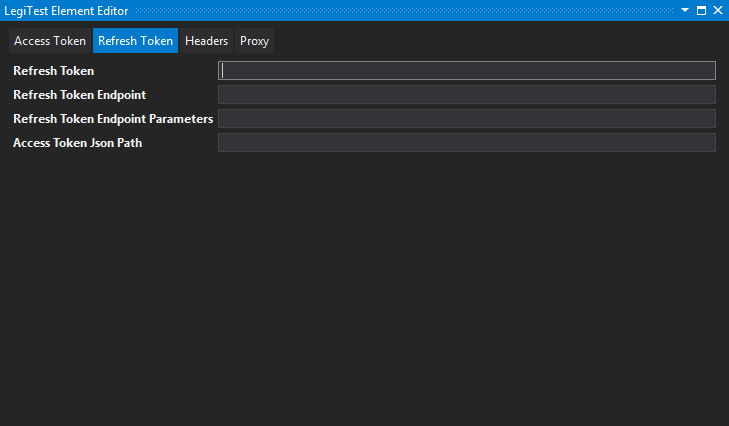 LegiTest Element Editor
Access Token Refresh Token Headers Proxy
Refresh Token
Refresh Token Endpoint
Refresh Token Endpoint Parameters
Access Token Json Path